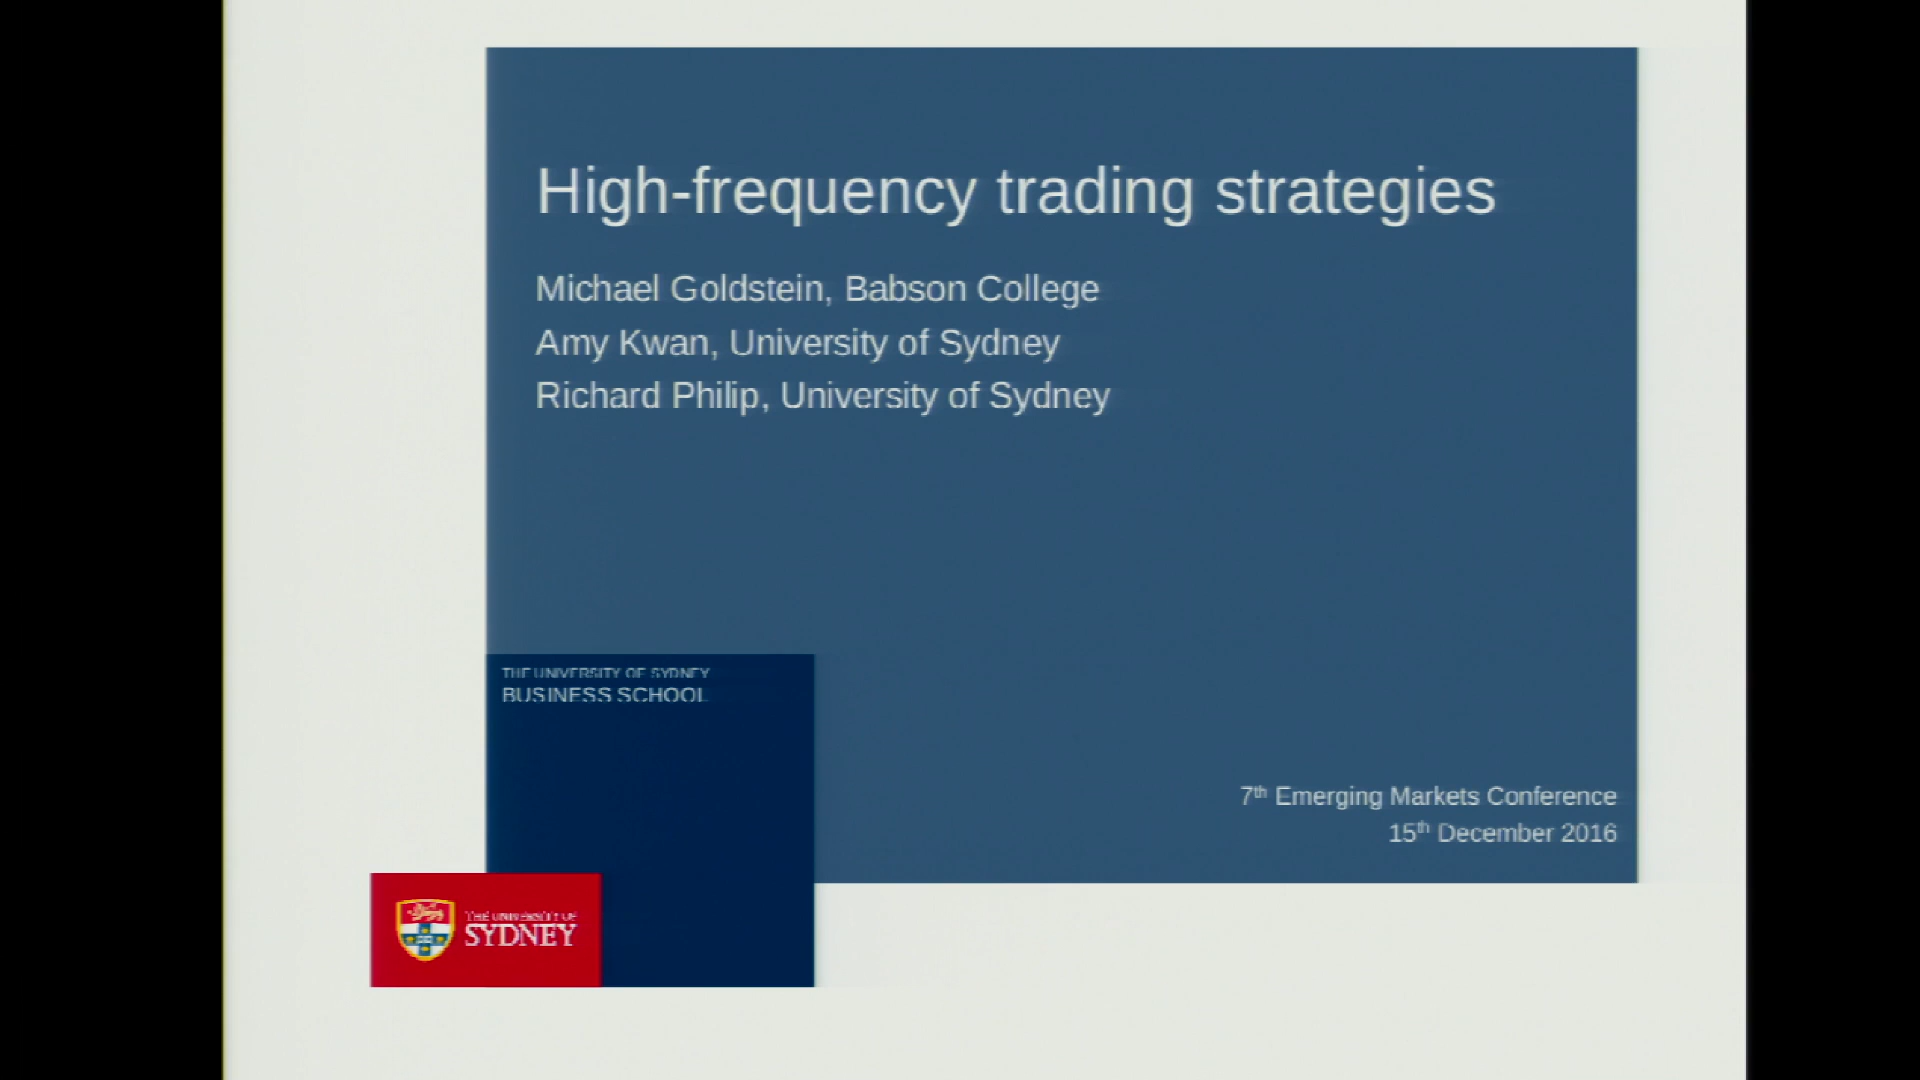 High-frequency trading strategies
Michael Goldstein, Babson College
Amy Kwan, University of Sydney
Richard Philip, University of Sydney
THE UNIVERSITY OF SYDNEY
BUSINESS SCHOOL
7th Emerging Markets Conference
15th December 2016
THE UNIVERSITY OF
SYDNEY